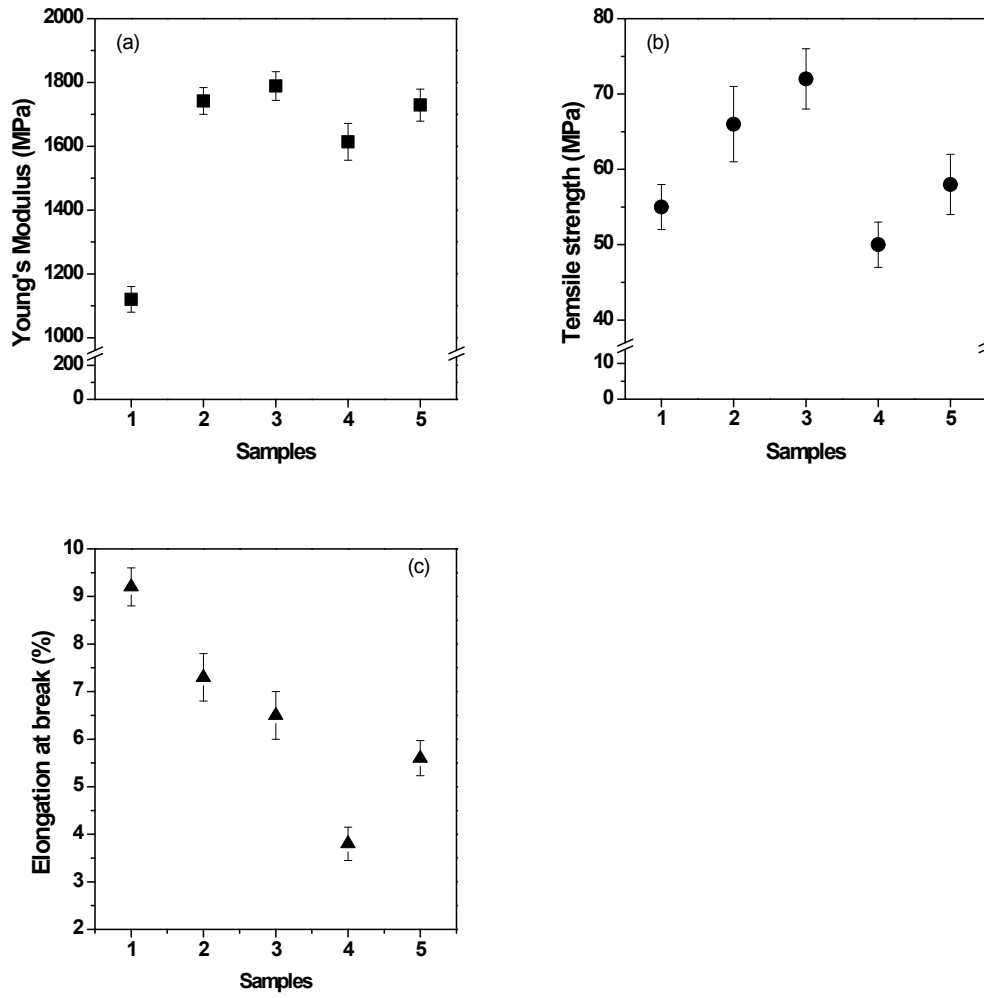 (a)
Young's Modulus (MPa)
2000
1800
1600
1400
1200
1000
200
0
1 2 3 4 5
Samples
(b)
Temsile strength (MPa)
80
70
60
50
40
10
0
1 2 3 4 5
Samples
(c)
Elongation at break (%)
10
9
8
7
6
5
4
3
2
1 2 3 4 5
Samples